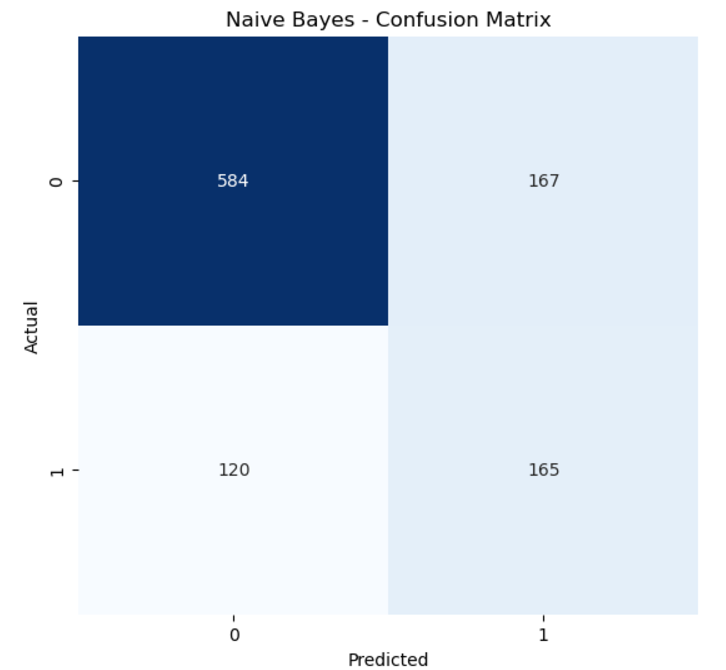 Naive Bayes - Confusion Matrix
0
584
167
Actual
1
120
165
0
1
Predicted